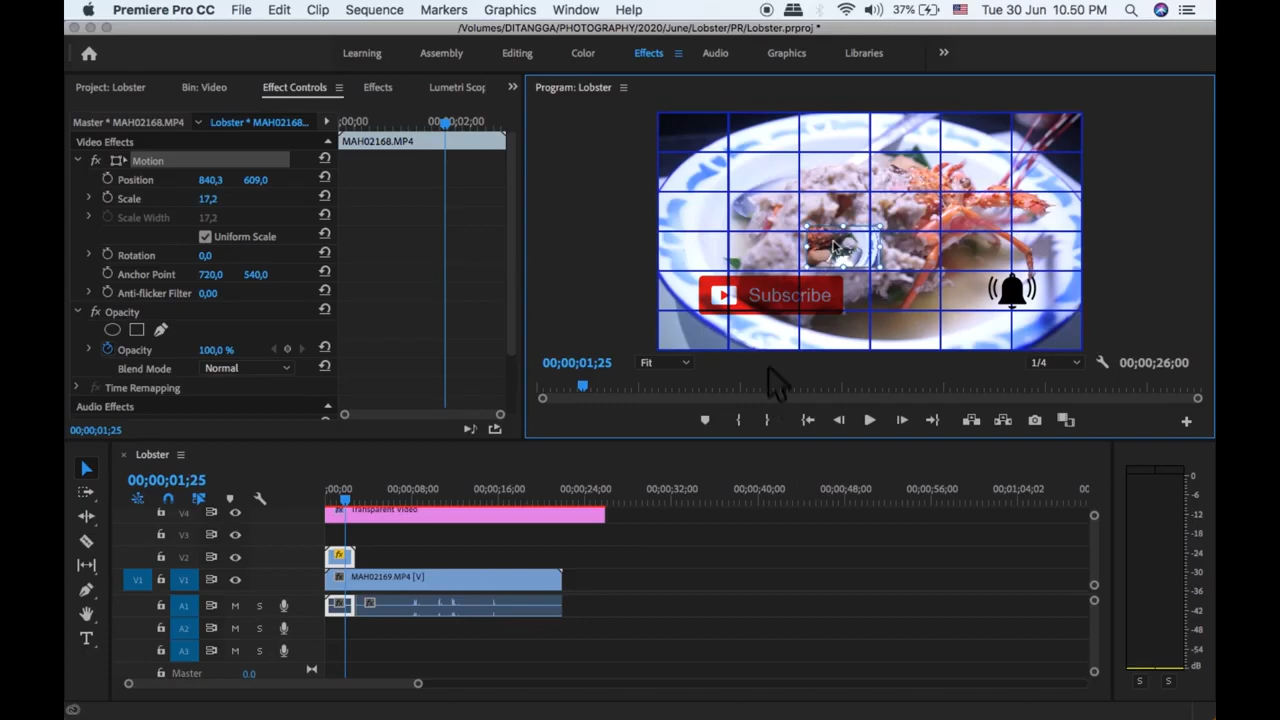 Premiere Pro CC File Edit Clip Sequence Markers Graphics Window Help 37% Tue 30 Jun 10.50 PM
/Volumes/DITANGGA/PHOTOGRAPHY/2020/June/Lobster/PR/Lobster.prproj *
Learning Assembly Editing Color Effects Audio Graphics Libraries
Project: Lobster Bin: Video Effect Controls Effects Lumetri Scop
Program: Lobster
Master * MAH02168.MP4 Lobster * MAH02168... ;00;00 00;00;02;00
Video Effects MAH02168.MP4
fx Motion
Position 840,3 609,0
Scale 17,2
Scale Width 17,2
Uniform Scale
Rotation 0,0
Anchor Point 720,0 540,0
Anti-flicker Filter 0,00
fx Opacity
Opacity 100,0 %
Blend Mode Normal
Time Remapping
Audio Effects
00;00;01;25
Subscribe
00;00;01;25 Fit 1/4 00;00;26;00
Lobster
00;00;01;25
;00;00 00;00;08;00 00;00;16;00 00;00;24;00 00;00;32;00 00;00;40;00 00;00;48;00 00;00;56;00 00;01;04;02 00
V4 fx Transparent Video
V3
V2 fx
V1 V1 MAH02169.MP4 [V]
A1 A1 M S
A2 M S
A3 M S
Master 0.0
0
-6
-12
-18
-24
-30
-36
-42
-48
-54
dB
S S